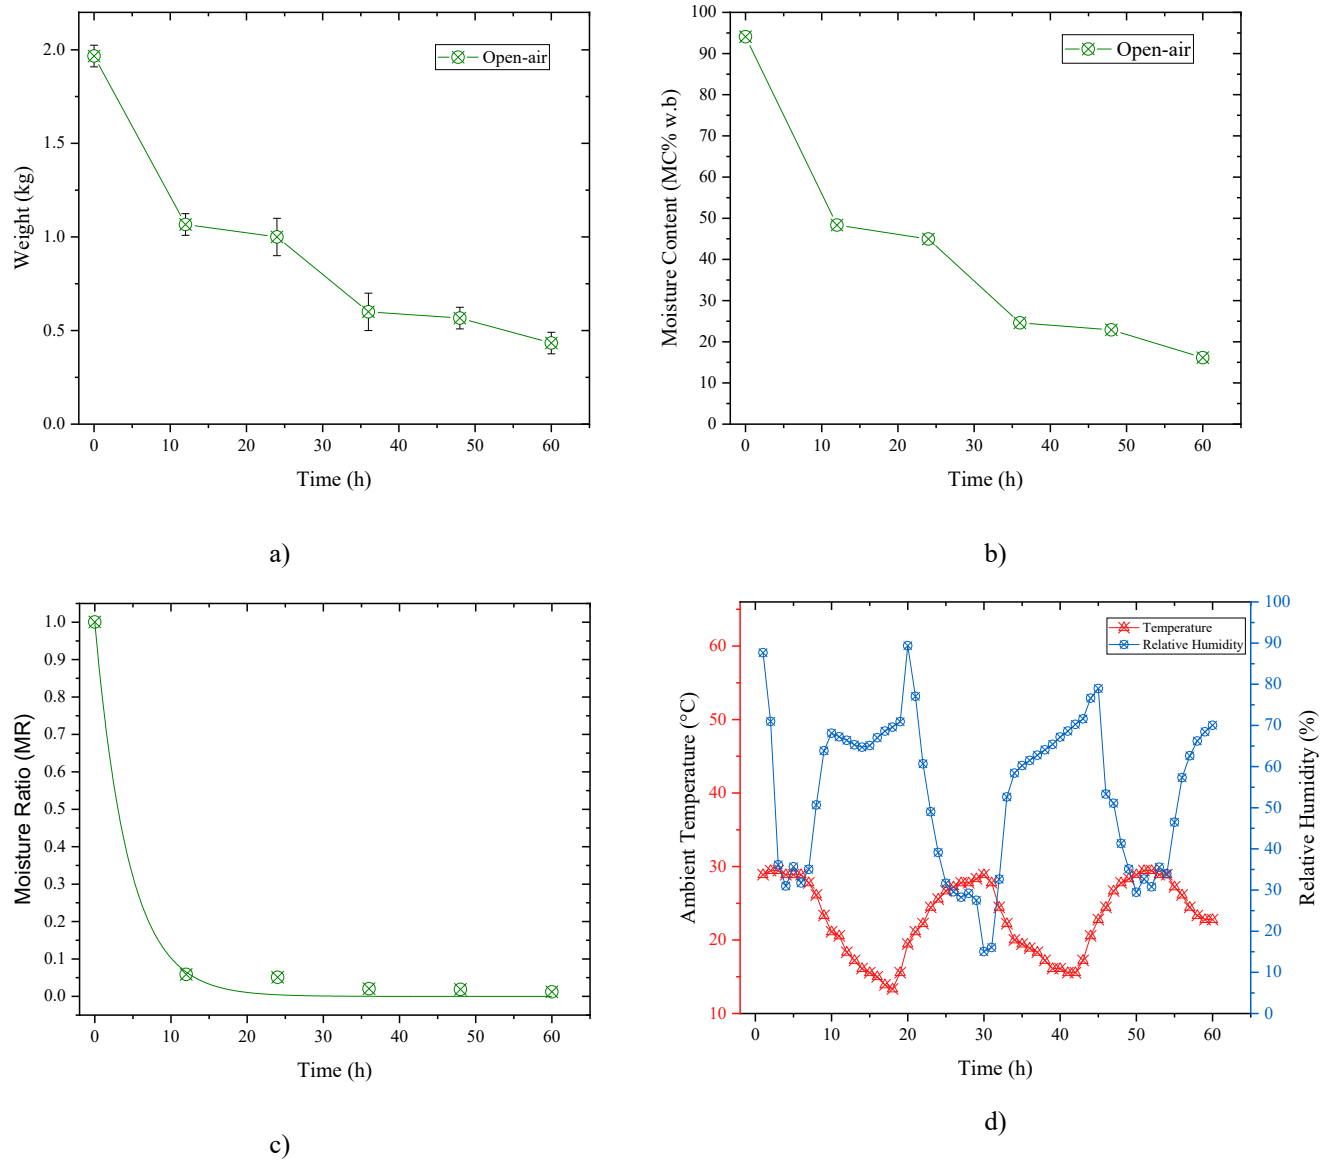 2.0
1.5
1.0
0.5
0.0
Weight (kg)
Open-air
0 10 20 30 40 50 60
Time (h)
a)
100
90
80
70
60
50
40
30
20
10
0
Moisture Content (MC% w.b)
Open-air
0 10 20 30 40 50 60
Time (h)
b)
1.0
0.9
0.8
0.7
0.6
0.5
0.4
0.3
0.2
0.1
0.0
Moisture Ratio (MR)
0 10 20 30 40 50 60
Time (h)
c)
60
50
40
30
20
10
Ambient Temperature (°C)
Temperature
Relative Humidity
100
90
80
70
60
50
40
30
20
10
0
Relative Humidity (%)
0 10 20 30 40 50 60
Time (h)
d)